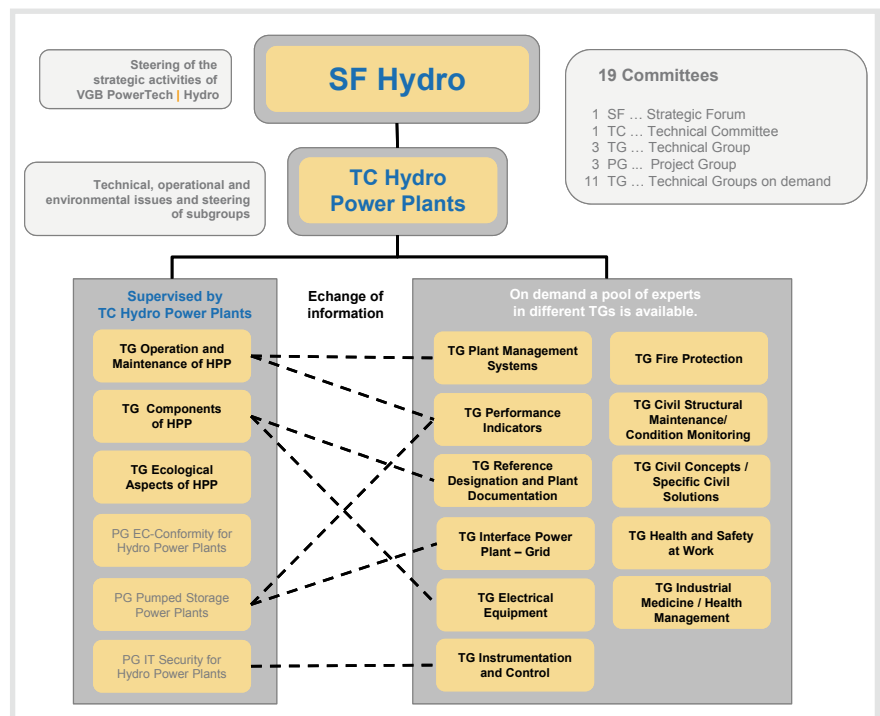 Steering of the
strategic activities of
VGB PowerTech | Hydro
SF Hydro
19 Committees
1 SF … Strategic Forum
1 TC … Technical Committee
3 TG … Technical Group
3 PG ... Project Group
11 TG … Technical Groups on demand
Technical, operational and
environmental issues and steering
of subgroups
TC Hydro
Power Plants
Supervised by
TC Hydro Power Plants
Echange of
information
On demand a pool of experts
in different TGs is available.
TG Operation and
Maintenance of HPP
TG Components
of HPP
TG Ecological
Aspects of HPP
PG EC-Conformity for
Hydro Power Plants
PG Pumped Storage
Power Plants
PG IT Security for
Hydro Power Plants
TG Plant Management
Systems
TG Performance
Indicators
TG Reference
Designation and Plant
Documentation
TG Interface Power
Plant – Grid
TG Electrical
Equipment
TG Instrumentation
and Control
TG Fire Protection
TG Civil Structural
Maintenance/
Condition Monitoring
TG Civil Concepts /
Specific Civil
Solutions
TG Health and Safety
at Work
TG Industrial
Medicine / Health
Management